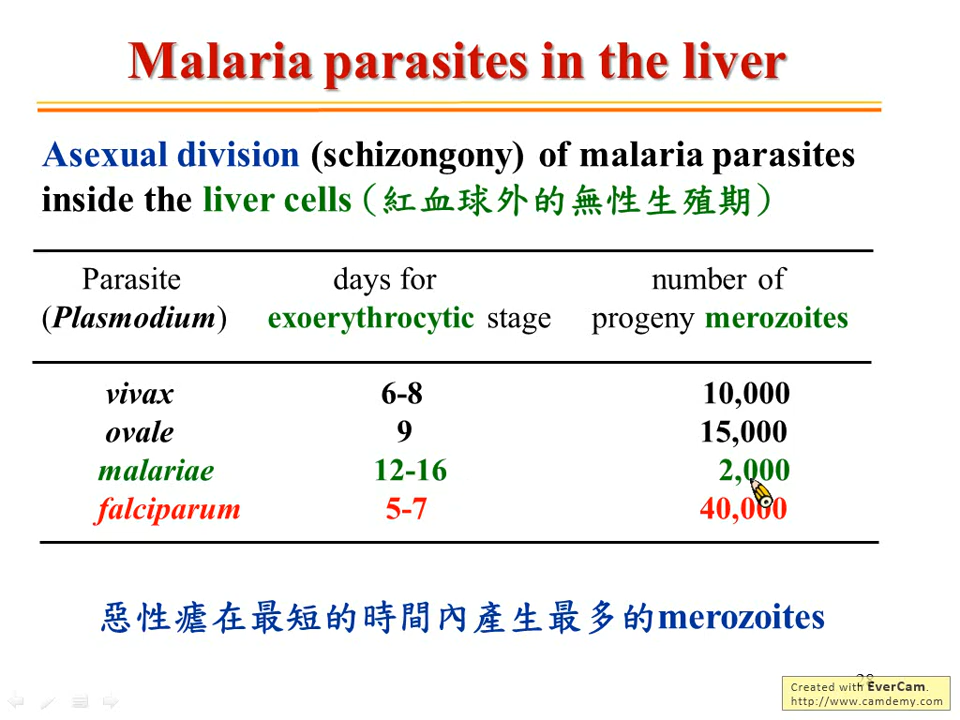 Malaria parasites in the liver
Asexual division (schizongony) of malaria parasites
inside the liver cells (紅血球外的無性生殖期)
Parasite days for number of
(Plasmodium) exoerythrocytic stage progeny merozoites
vivax 6-8 10,000
ovale 9 15,000
malariae 12-16 2,000
falciparum 5-7 40,000
惡性瘧在最短的時間內產生最多的merozoites
28
Created with EverCam.
http://www.camdemy.com